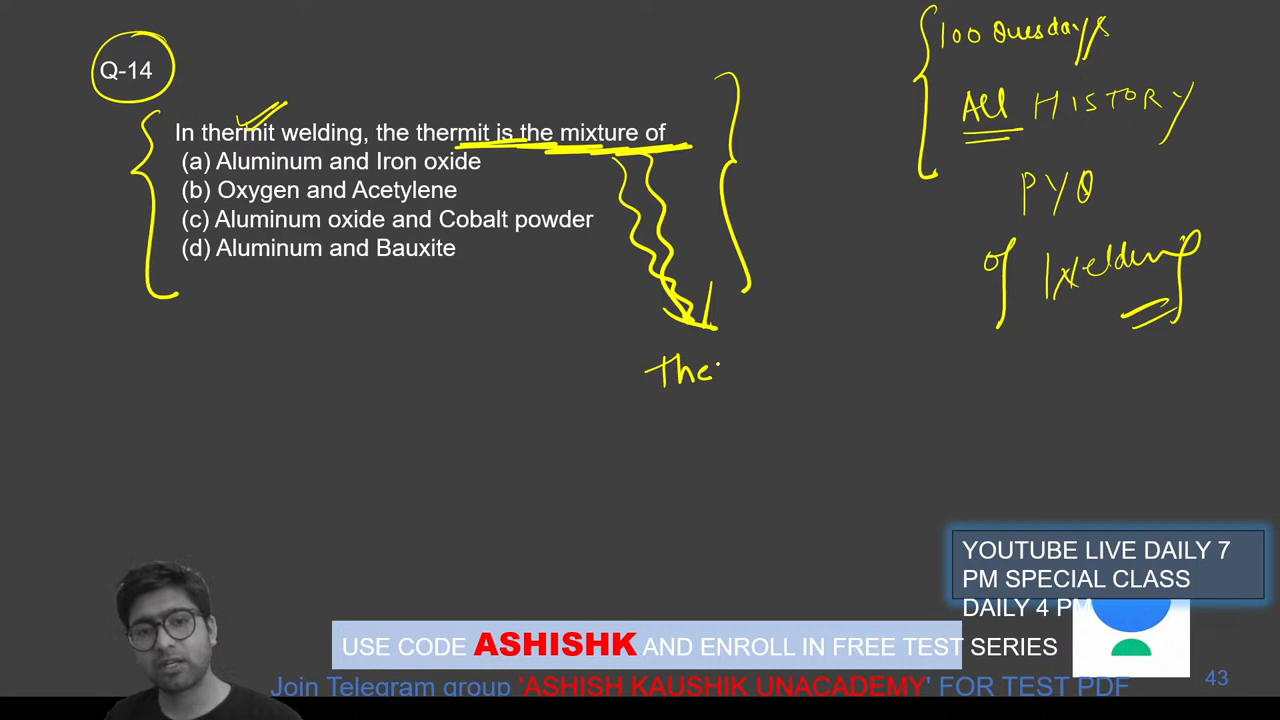 Q-14
In thermit welding, the thermit is the mixture of
(a) Aluminum and Iron oxide
(b) Oxygen and Acetylene
(c) Aluminum oxide and Cobalt powder
(d) Aluminum and Bauxite
100 Quesdays
All HISTORY
PYQ
of Welding
The
YOUTUBE LIVE DAILY 7
PM SPECIAL CLASS
DAILY 4 PM
USE CODE ASHISHK AND ENROLL IN FREE TEST SERIES
Join Telegram group 'ASHISH KAUSHIK UNACADEMY' FOR TEST PDF
43